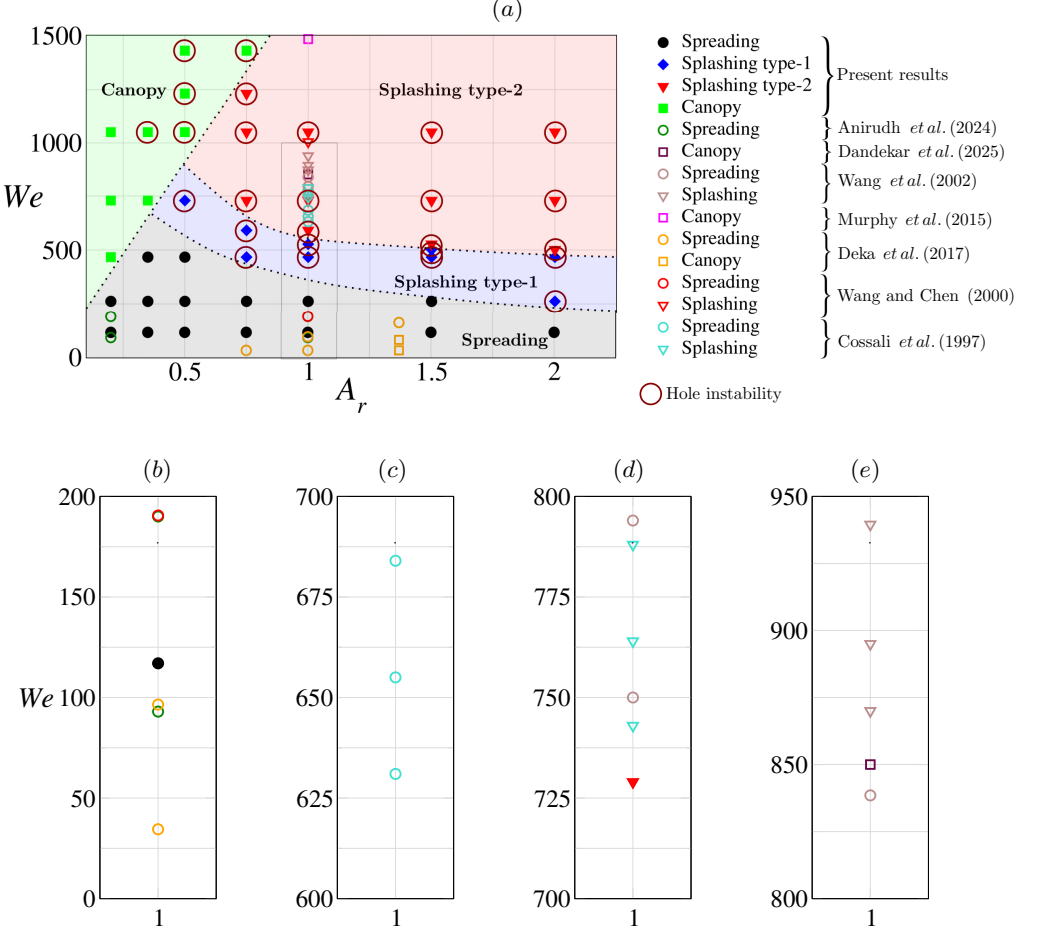 (a)
1500
1000
We
500
0
0.5
1
1.5
2
A_r
Canopy
Splashing type-2
Splashing type-1
Spreading
Spreading
Splashing type-1
Splashing type-2
Canopy
Present results
Spreading
Anirudh et al. (2024)
Canopy
Dandekar et al. (2025)
Spreading
Splashing
Wang et al. (2002)
Canopy
Murphy et al. (2015)
Spreading
Canopy
Deka et al. (2017)
Spreading
Splashing
Wang and Chen (2000)
Spreading
Splashing
Cossali et al. (1997)
Hole instability
(b)
200
150
We 100
50
0
1
(c)
700
675
650
625
600
1
(d)
800
775
750
725
700
1
(e)
950
900
850
800
1